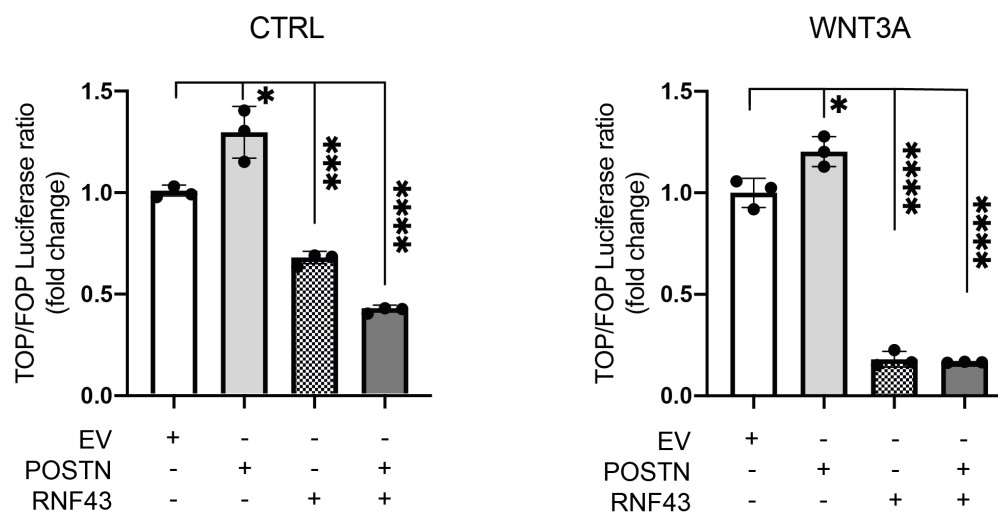 CTRL
TOP/FOP Luciferase ratio
(fold change)
1.5
1.0
0.5
0.0
*
***
****
EV + - - -
POSTN - + - +
RNF43 - - + +
WNT3A
TOP/FOP Luciferase ratio
(fold change)
1.5
1.0
0.5
0.0
*
****
****
EV + - - -
POSTN - + - +
RNF43 - - + +